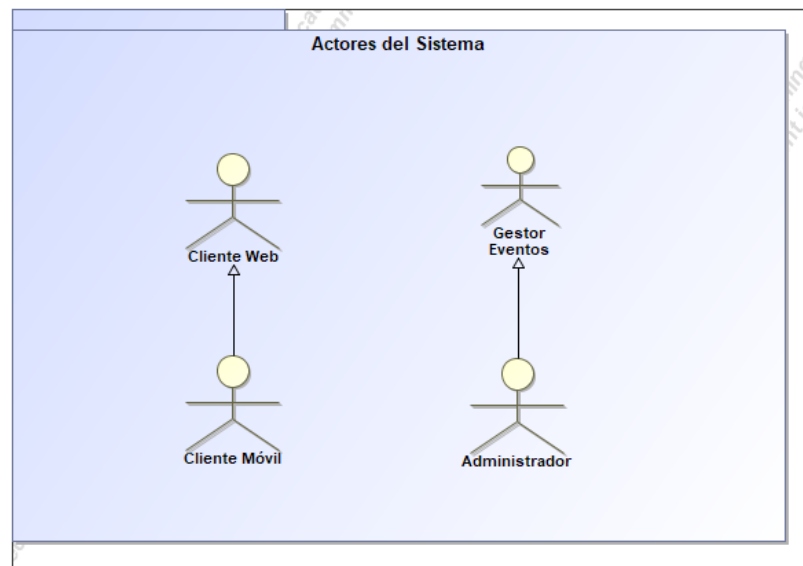 Actores del Sistema
Cliente Web
Gestor
Eventos
Cliente Móvil
Administrador